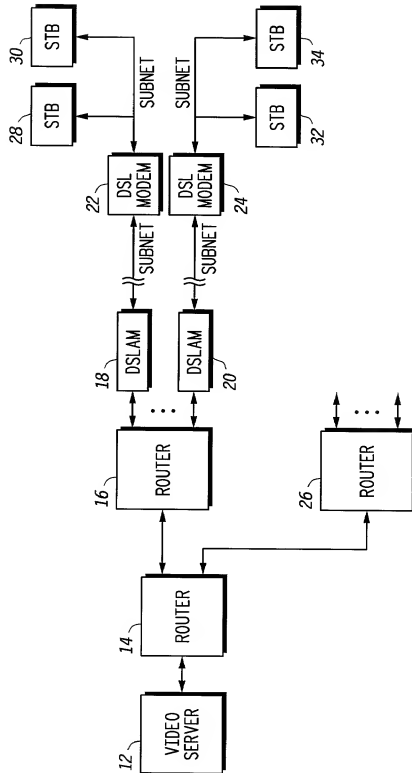 12
VIDEO
SERVER
14
ROUTER
16
ROUTER
26
ROUTER
18
DSLAM
20
DSLAM
SUBNET
SUBNET
22
DSL
MODEM
24
DSL
MODEM
SUBNET
SUBNET
28
STB
30
STB
32
STB
34
STB